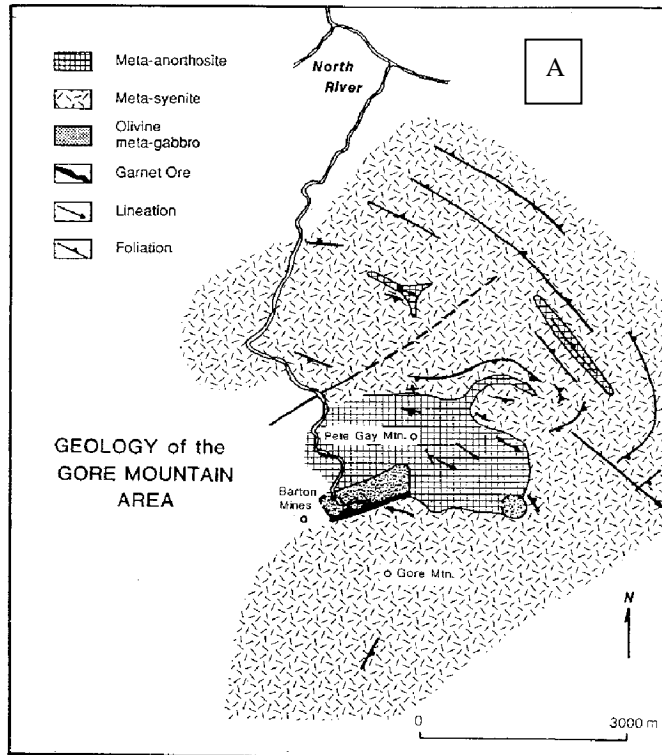 Meta-anorthosite
Meta-syenite
Olivine
meta-gabbro
Garnet Ore
Lineation
Foliation
North
River
A
Pete Gay Mtn.
GEOLOGY of the
GORE MOUNTAIN
AREA
Barton
Mines
Gore Mtn.
N
0 3000 m